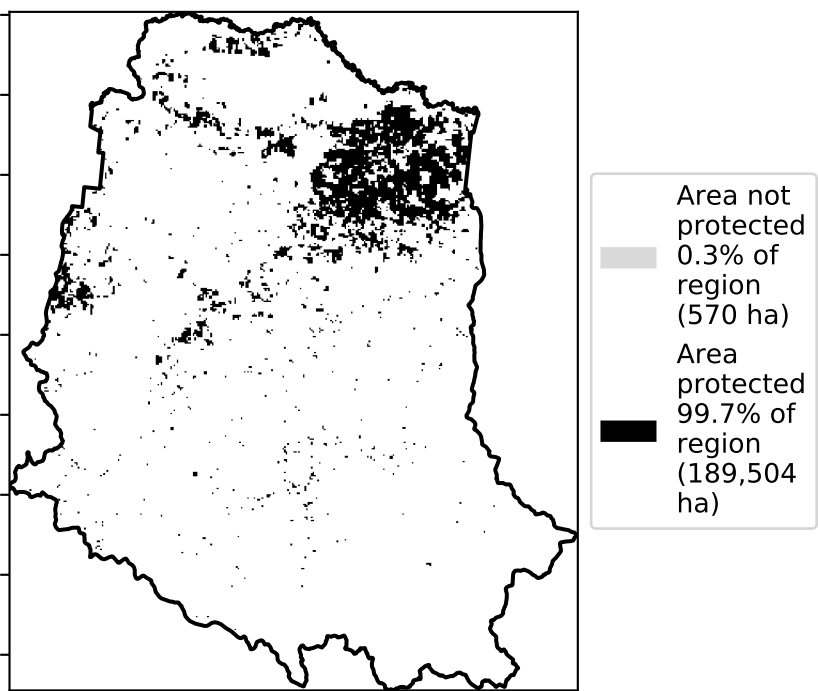 Area not
protected
0.3% of
region
(570 ha)
Area
protected
99.7% of
region
(189,504
ha)